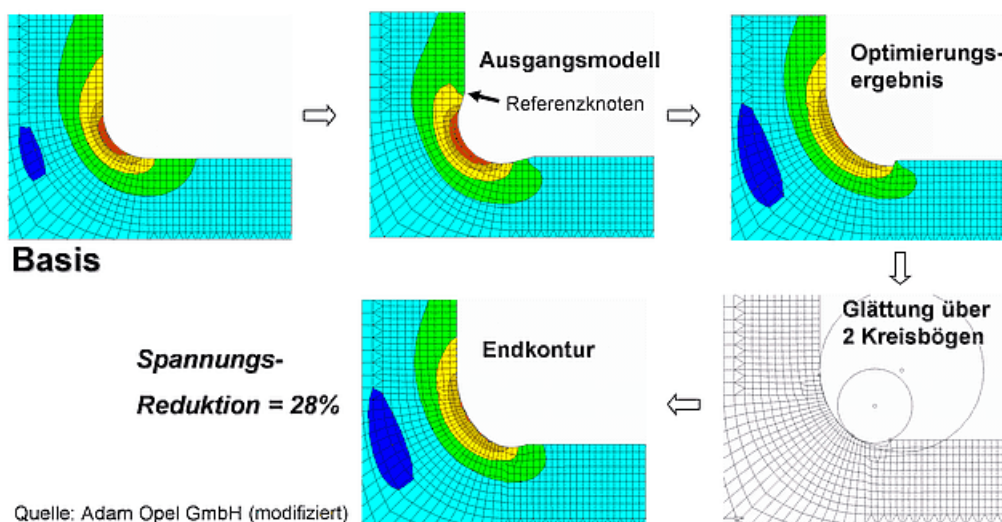 Basis
Ausgangsmodell
Referenzknoten
Optimierungs-
ergebnis
Glättung über
2 Kreisbögen
Endkontur
Spannungs-
Reduktion = 28%
Quelle: Adam Opel GmbH (modifiziert)